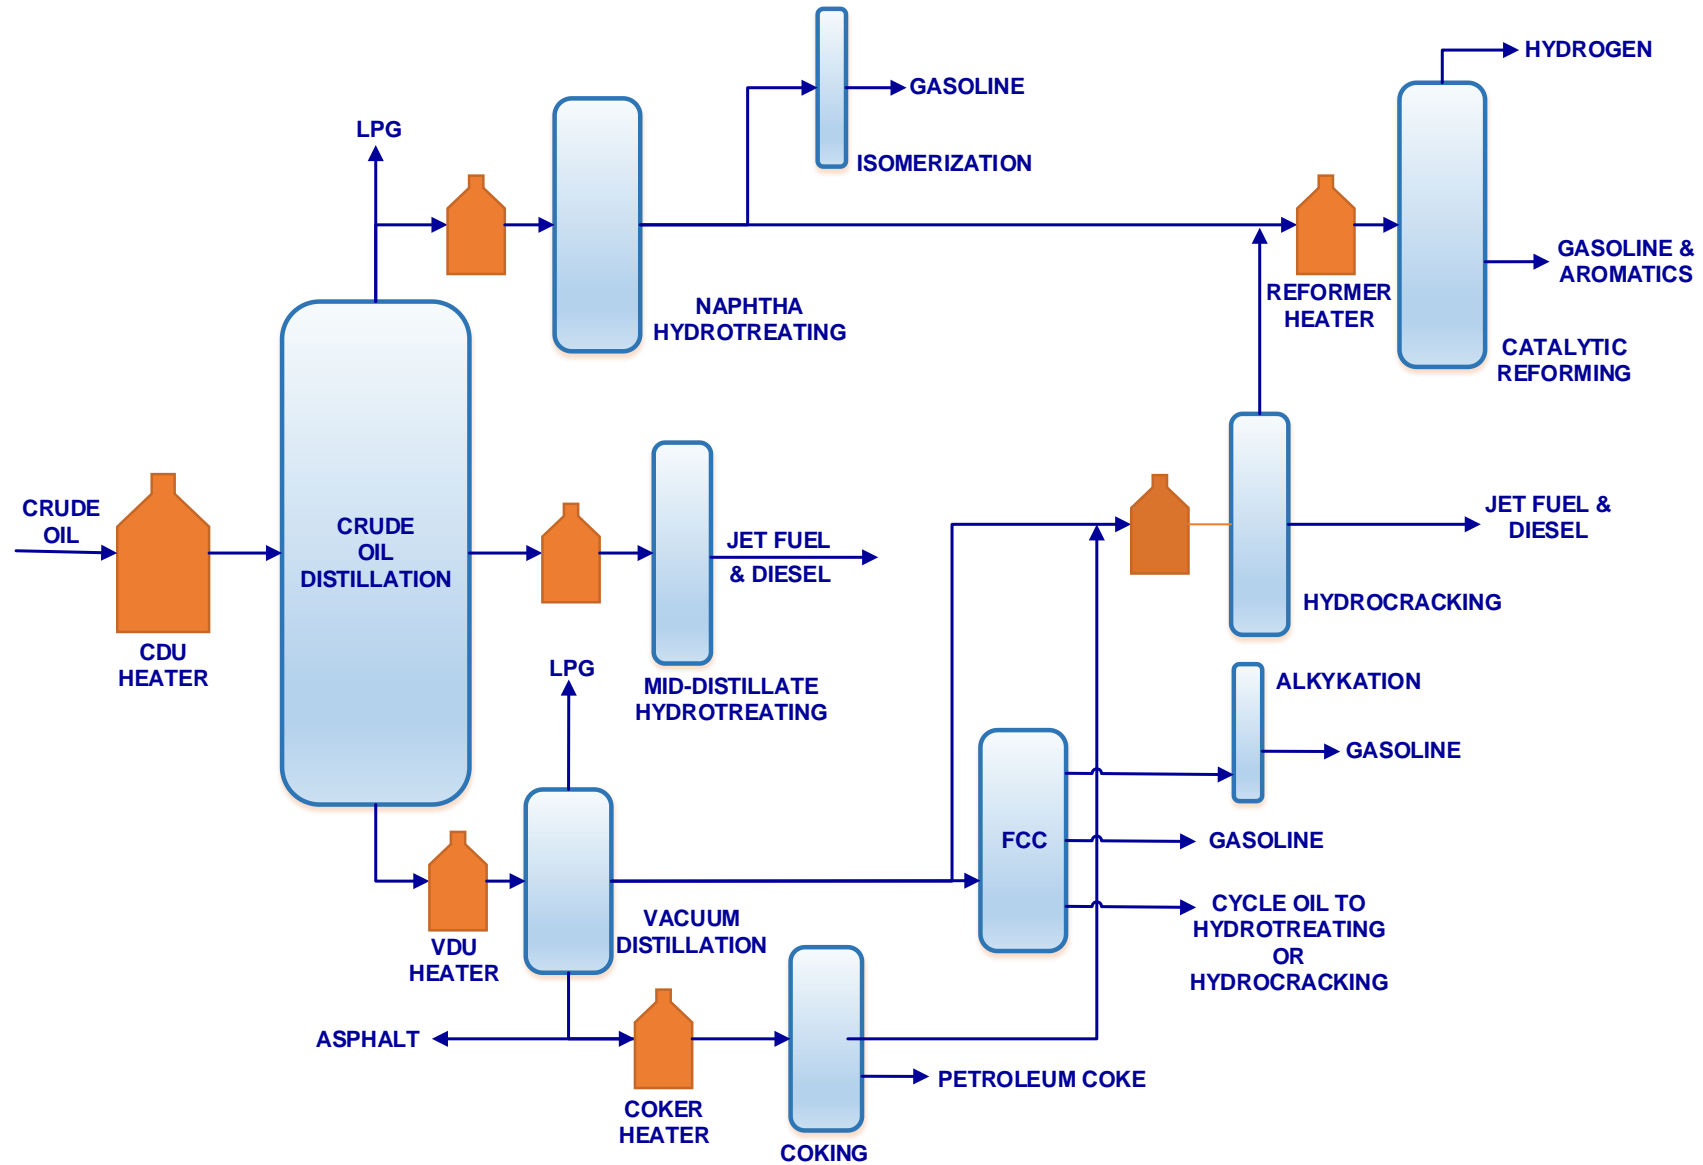 HYDROGEN
GASOLINE
LPG
ISOMERIZATION
GASOLINE &
AROMATICS
REFORMER
HEATER
NAPHTHA
HYDROTREATING
CATALYTIC
REFORMING
CRUDE
OIL
CRUDE
OIL
DISTILLATION
JET FUEL
& DIESEL
JET FUEL &
DIESEL
HYDROCRACKING
CDU
HEATER
LPG
MID-DISTILLATE
HYDROTREATING
ALKYKATION
GASOLINE
FCC
GASOLINE
CYCLE OIL TO
HYDROTREATING
OR
HYDROCRACKING
VACUUM
DISTILLATION
VDU
HEATER
ASPHALT
PETROLEUM COKE
COKER
HEATER
COKING